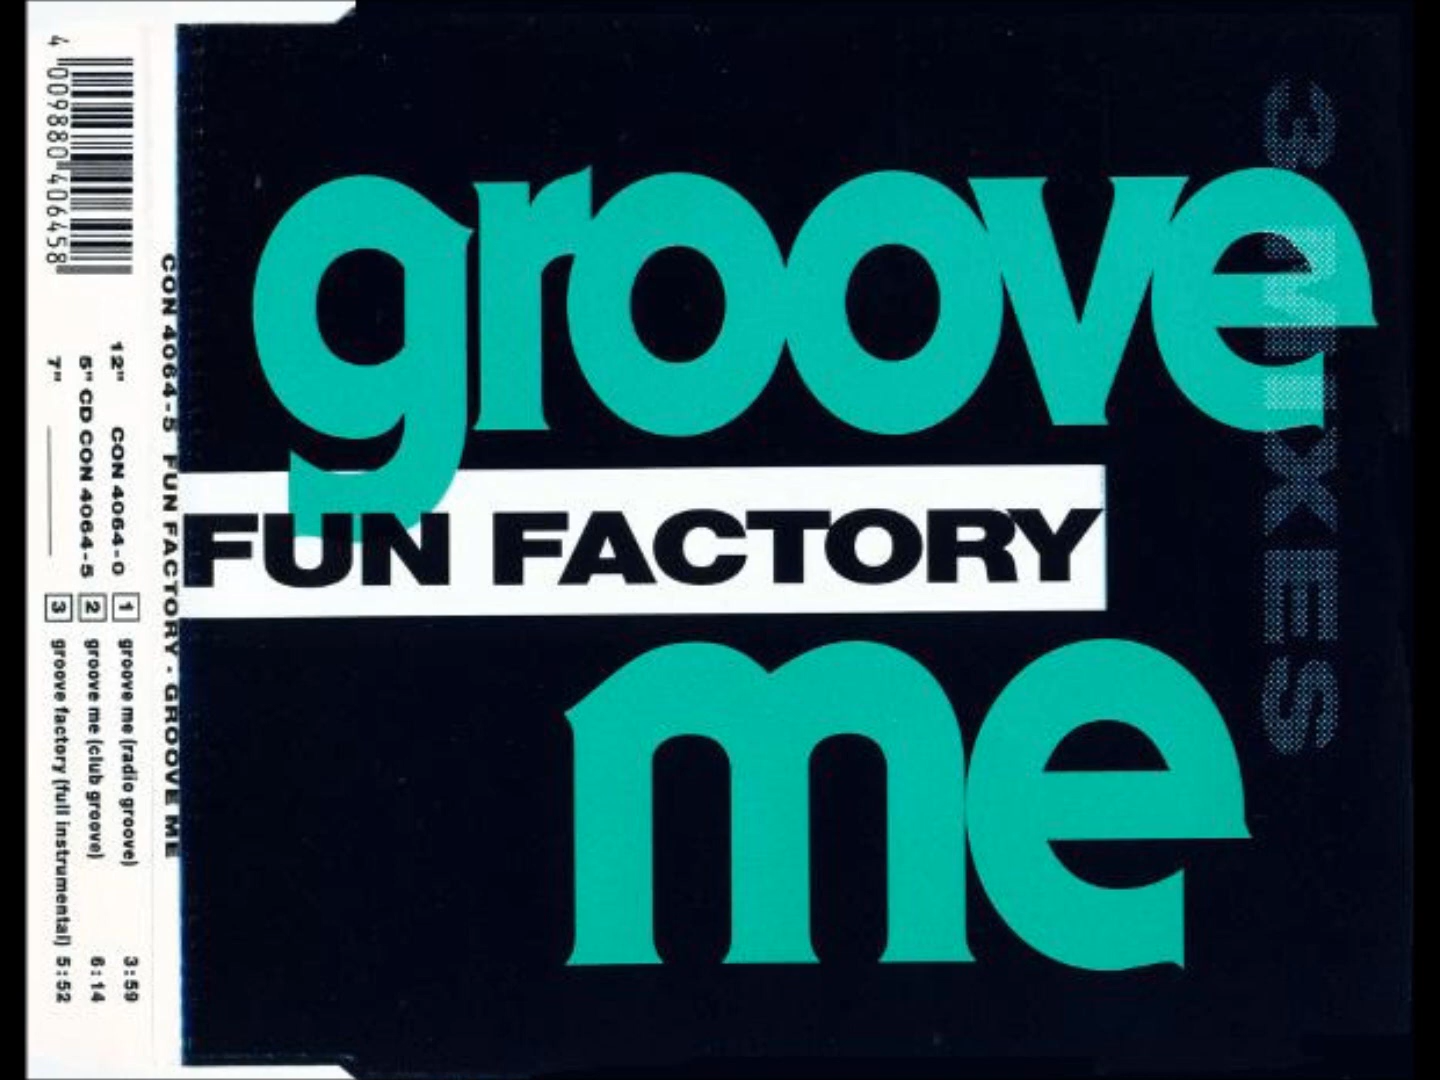 4 009880 406458
12" CON 4064-0
5" CD CON 4064-5
7"
1 groove me (radio groove) 3:59
2 groove me (club groove) 6:14
3 groove factory (full instrumental) 5:52
CON 4064-5 FUN FACTORY - GROOVE ME
groove
FUN FACTORY
me
3 MIXES